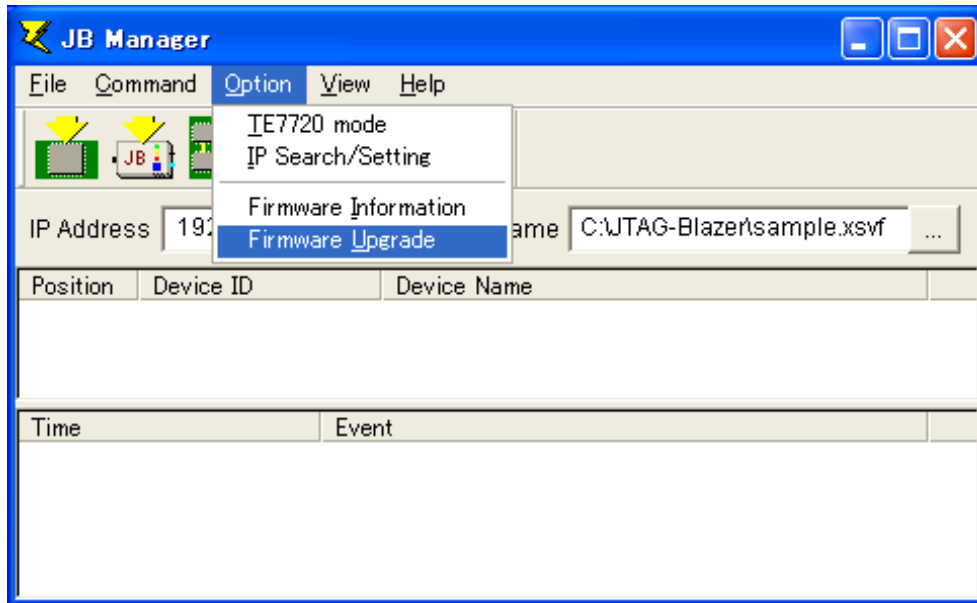 JB Manager
File Command Option View Help
TE7720 mode
IP Search/Setting
Firmware Information
Firmware Upgrade
JB
IP Address 192 ame C:\JTAG-Blazer\sample.xsvf ...
Position Device ID Device Name
Time Event